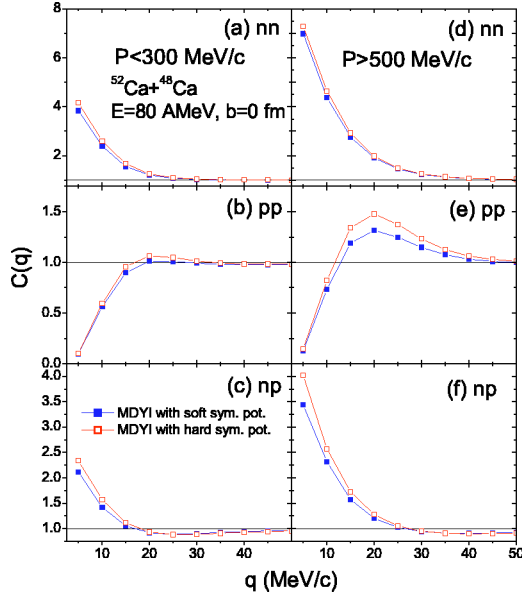 (a) nn
P<300 MeV/c
⁵²Ca+⁴⁸Ca
E=80 AMeV, b=0 fm
8
6
4
2
(d) nn
P>500 MeV/c
(b) pp
1.5
1.0
0.5
0.0
C(q)
(e) pp
(c) np
4.0
3.5
3.0
2.5
2.0
1.5
1.0
MDYI with soft sym. pot.
MDYI with hard sym. pot.
(f) np
10 20 30 40
10 20 30 40 50
q (MeV/c)
q (MeV/c)